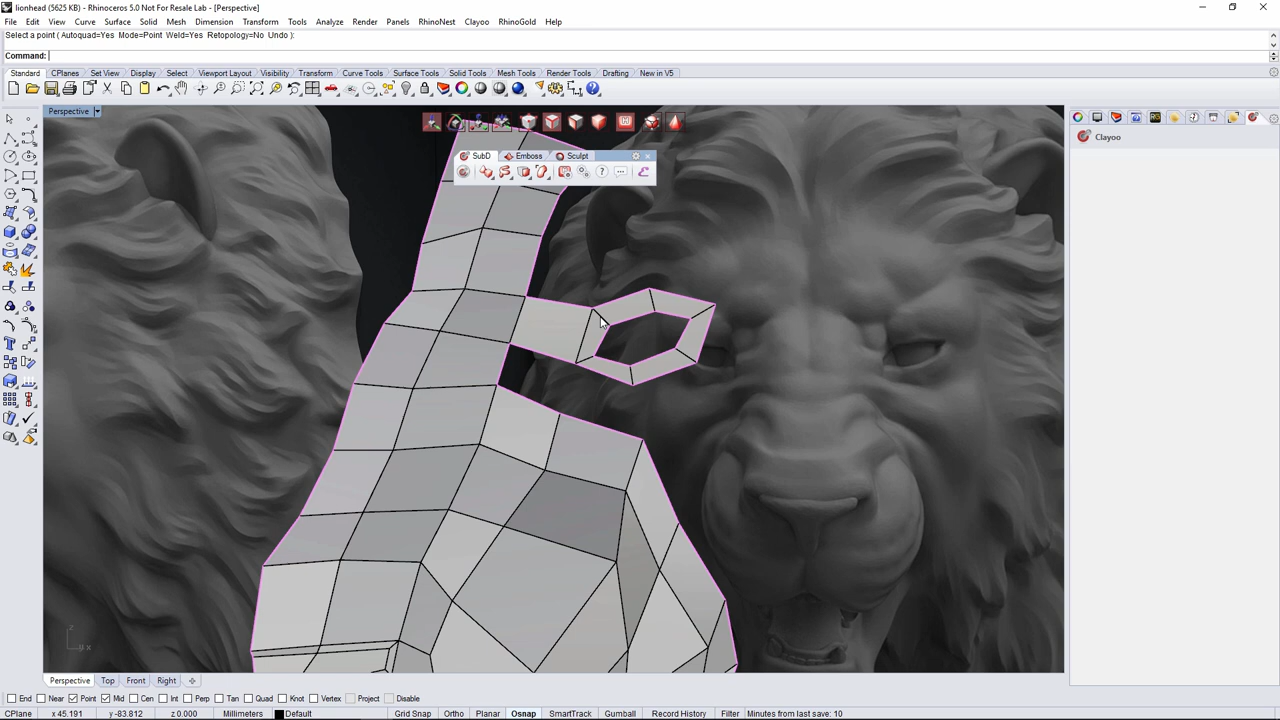 lionhead (5625 KB) - Rhinoceros 5.0 Not For Resale Lab - [Perspective]
File Edit View Curve Surface Solid Mesh Dimension Transform Tools Analyze Render Panels RhinoNest Clayoo RhinoGold Help
Select a point ( Autoquad=Yes Mode=Point Weld=Yes Retopology=No Undo ):
Command:
Standard CPlanes Set View Display Select Viewport Layout Visibility Transform Curve Tools Surface Tools Solid Tools Mesh Tools Render Tools Drafting New in V5
Perspective
Clayoo
SubD Emboss Sculpt
z
y x
Perspective Top Front Right
End Near Point Mid Cen Int Perp Tan Quad Knot Vertex Project Disable
CPlane x 45.191 y -83.812 z 0.000 Millimeters Default Grid Snap Ortho Planar Osnap SmartTrack Gumball Record History Filter Minutes from last save: 10